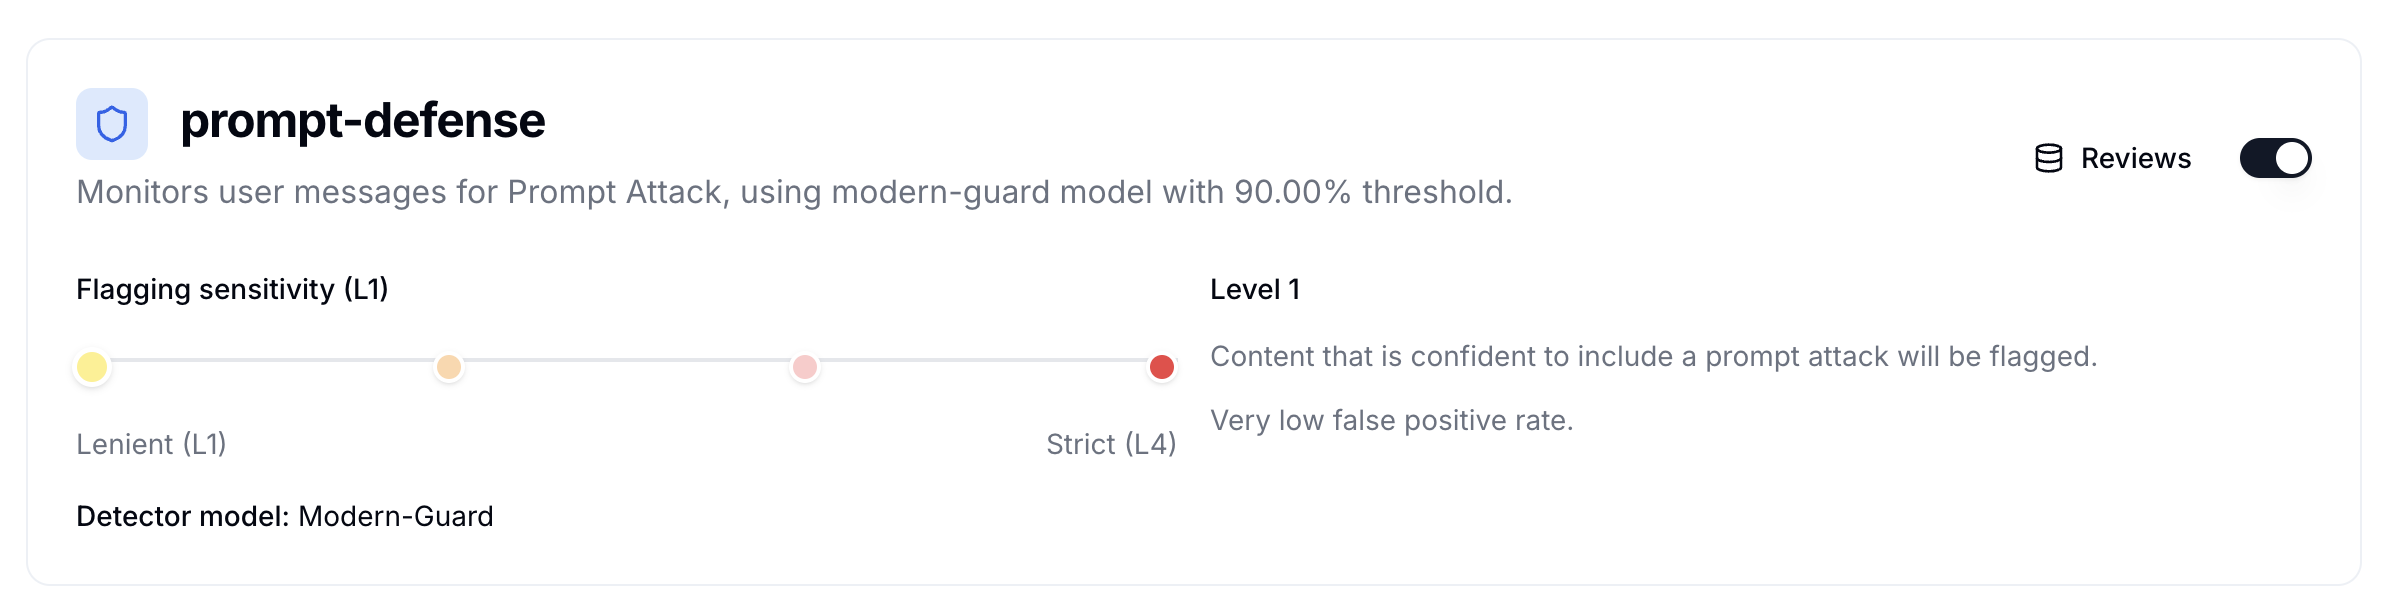 prompt-defense
Reviews
Monitors user messages for Prompt Attack, using modern-guard model with 90.00% threshold.
Flagging sensitivity (L1)
Lenient (L1)
Strict (L4)
Level 1
Content that is confident to include a prompt attack will be flagged.
Very low false positive rate.
Detector model: Modern-Guard